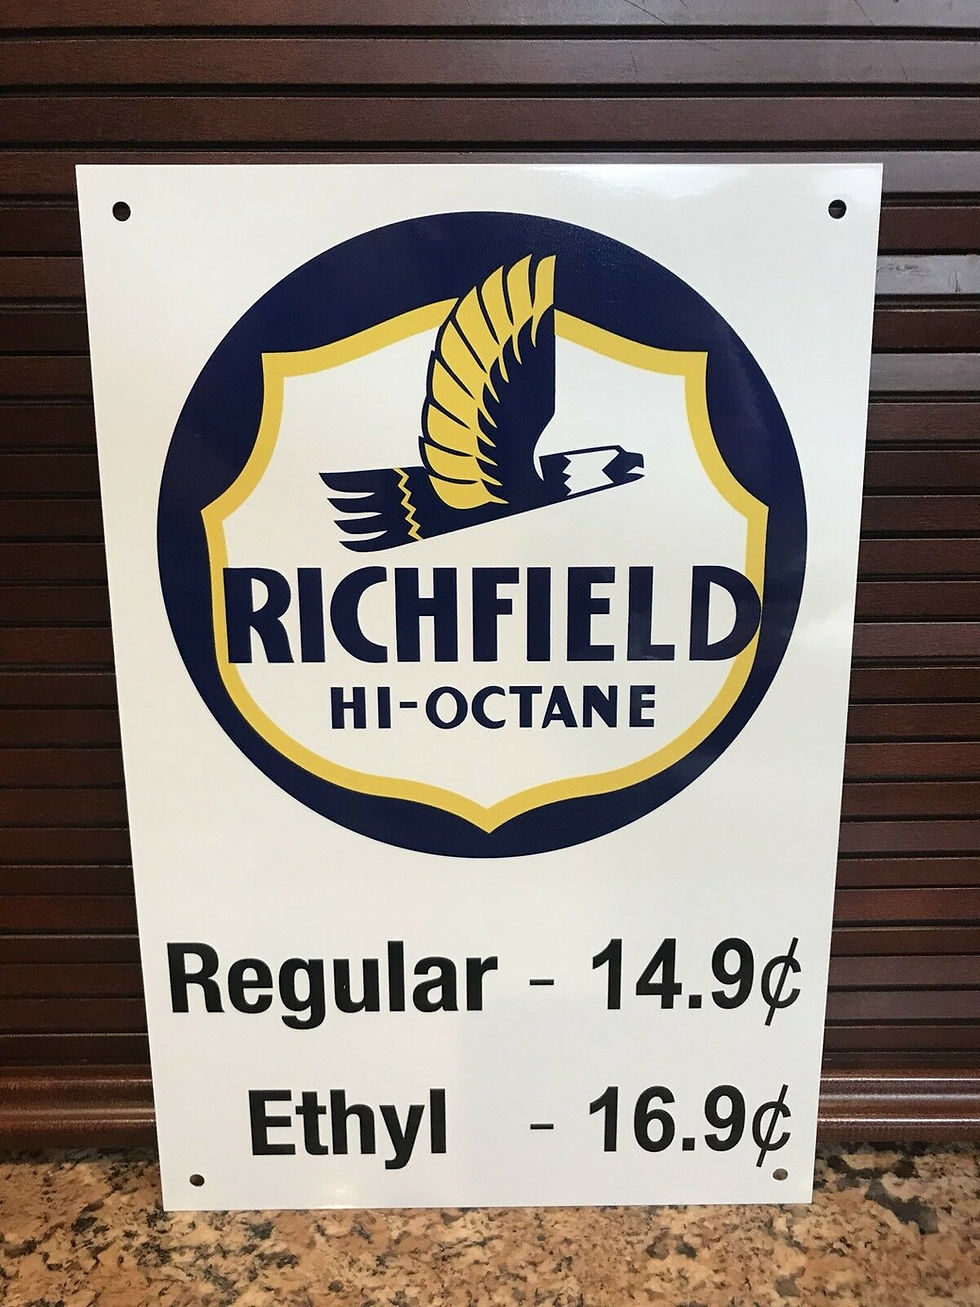 RICHFIELD
HI-OCTANE
Regular - 14.9¢
Ethyl - 16.9¢